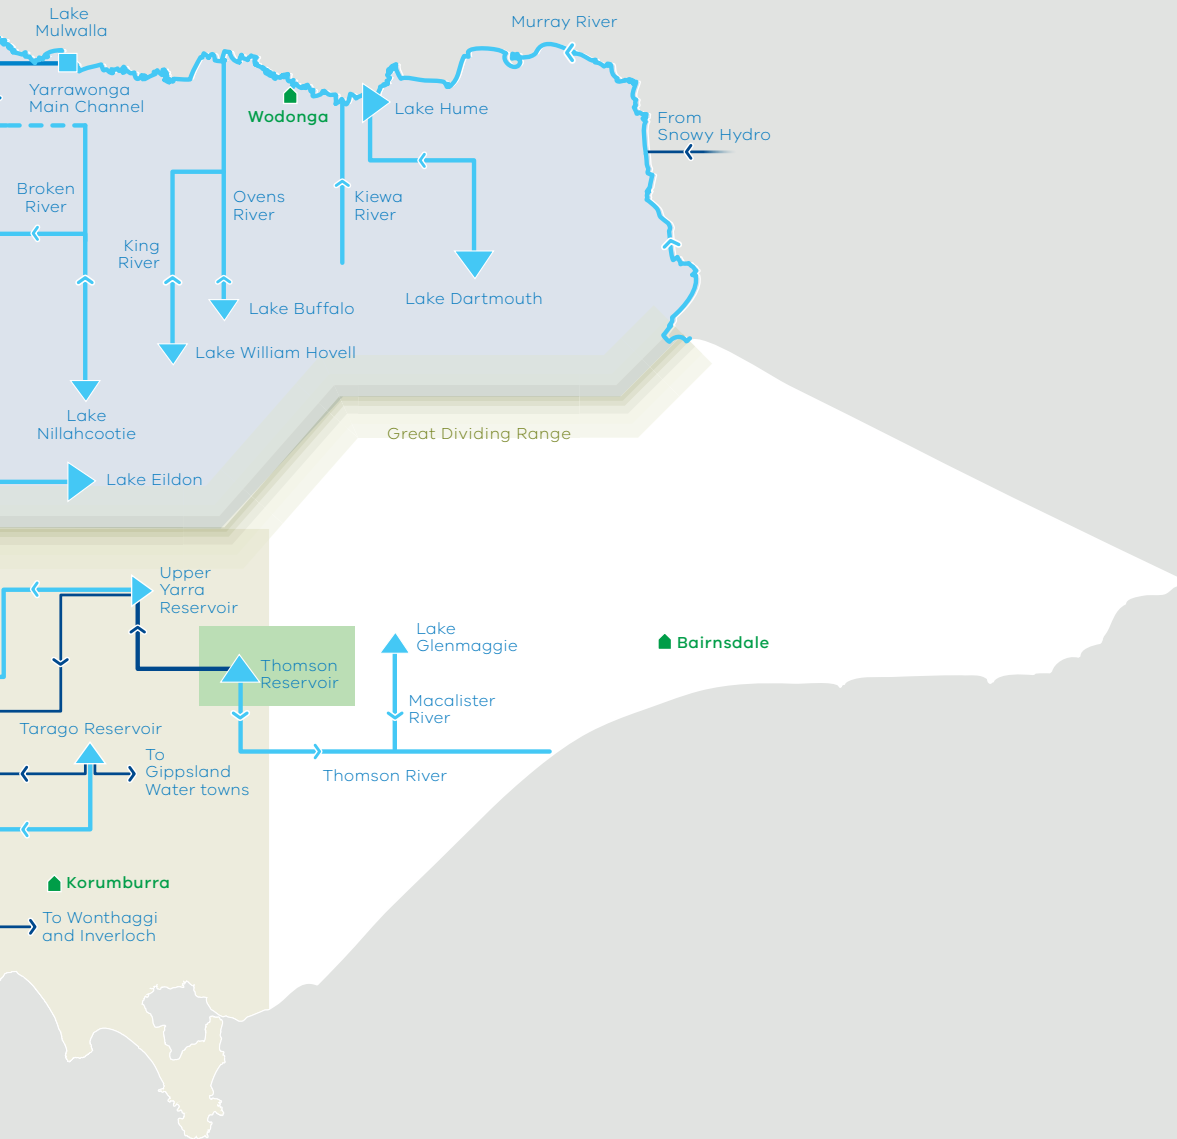 Lake
Mulwalla
Murray River
Yarrawonga
Main Channel
Wodonga
Lake Hume
From
Snowy Hydro
Broken
River
Ovens
River
Kiewa
River
King
River
Lake Buffalo
Lake Dartmouth
Lake William Hovell
Lake
Nillahcootie
Great Dividing Range
Lake Eildon
Upper
Yarra
Reservoir
Lake
Glenmaggie
Bairnsdale
Thomson
Reservoir
Macalister
River
Tarago Reservoir
To
Gippsland
Water towns
Thomson River
Korumburra
To Wonthaggi
and Inverloch